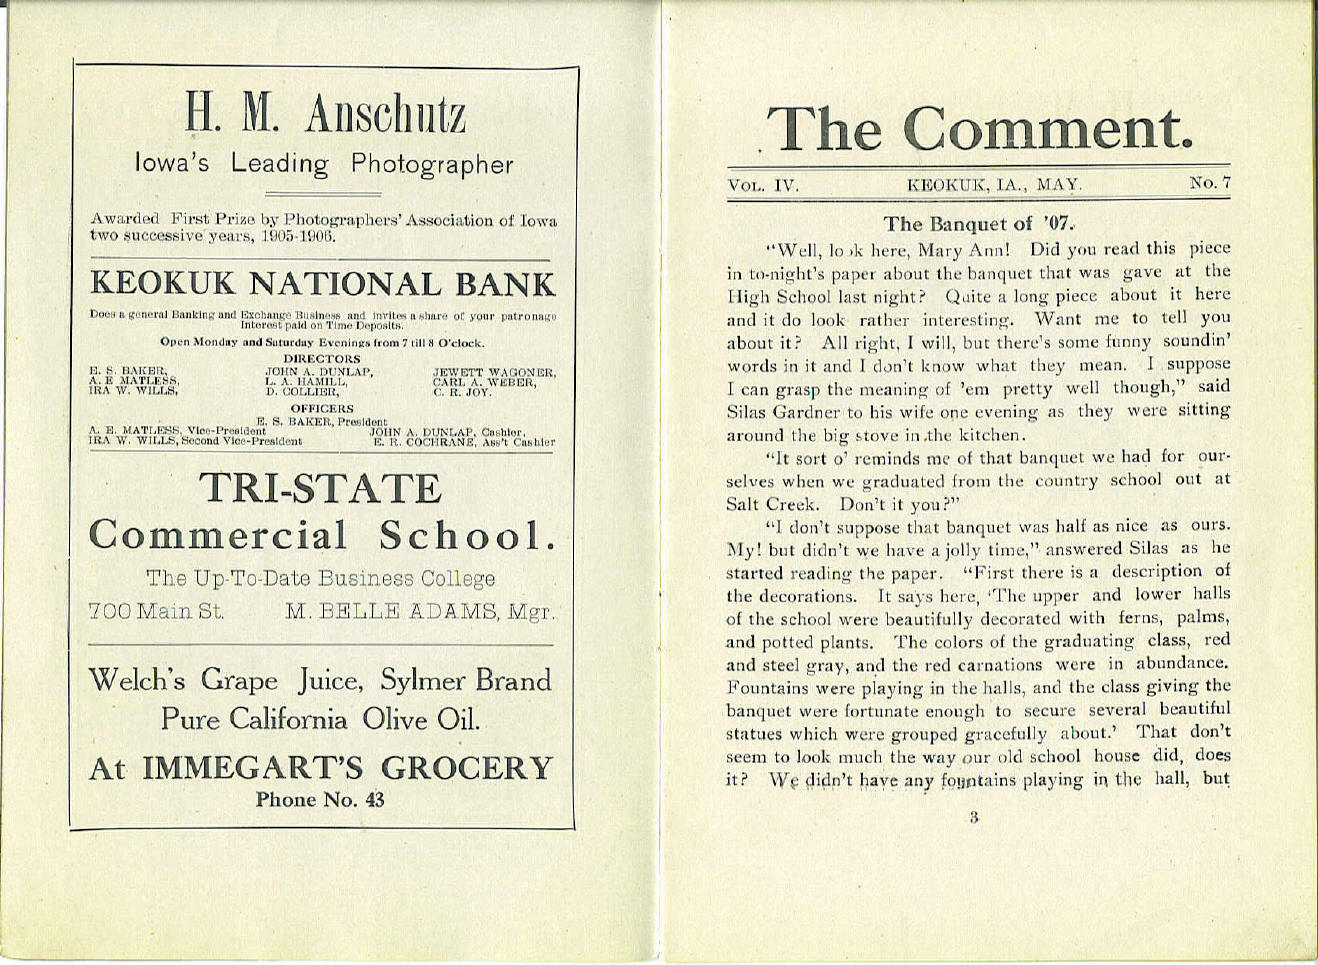 H. M. Anschutz
Iowa's Leading Photographer
Awarded First Prize by Photographers' Association of Iowa
two successive years, 1905-1906.
KEOKUK NATIONAL BANK
Does a general Banking and Exchange Business and invites a share of your patronage
Interest paid on Time Deposits.
Open Monday and Saturday Evenings from 7 till 8 O'clock.
DIRECTORS
E. S. BAKER, JOHN A. DUNLAP, JEWETT WAGONER,
A. E MATLESS, L. A. HAMILL, CARL A. WEBER,
IRA W. WILLS, D. COLLIER, C. R. JOY.
OFFICERS
E. S. BAKER, President
A. E. MATLESS, Vice-President JOHN A. DUNLAP, Cashier,
IRA W. WILLS, Second Vice-President E. R. COCHRANE, Ass't Cashier
TRI-STATE
Commercial School.
The Up-To-Date Business College
700 Main St. M. BELLE ADAMS, Mgr.
Welch's Grape Juice, Sylmer Brand
Pure California Olive Oil.
At IMMEGART'S GROCERY
Phone No. 43
The Comment.
VOL. IV. KEOKUK, IA., MAY. No. 7
The Banquet of '07.
"Well, look here, Mary Ann! Did you read this piece
in to-night's paper about the banquet that was gave at the
High School last night? Quite a long piece about it here
and it do look rather interesting. Want me to tell you
about it? All right, I will, but there's some funny soundin'
words in it and I don't know what they mean. I suppose
I can grasp the meaning of 'em pretty well though," said
Silas Gardner to his wife one evening as they were sitting
around the big stove in the kitchen.
"It sort o' reminds me of that banquet we had for our-
selves when we graduated from the country school out at
Salt Creek. Don't it you?"
"I don't suppose that banquet was half as nice as ours.
My! but didn't we have a jolly time," answered Silas as he
started reading the paper. "First there is a description of
the decorations. It says here, 'The upper and lower halls
of the school were beautifully decorated with ferns, palms,
and potted plants. The colors of the graduating class, red
and steel gray, and the red carnations were in abundance.
Fountains were playing in the halls, and the class giving the
banquet were fortunate enough to secure several beautiful
statues which were grouped gracefully about.' That don't
seem to look much the way our old school house did, does
it? We didn't have any fountains playing in the hall, but
3